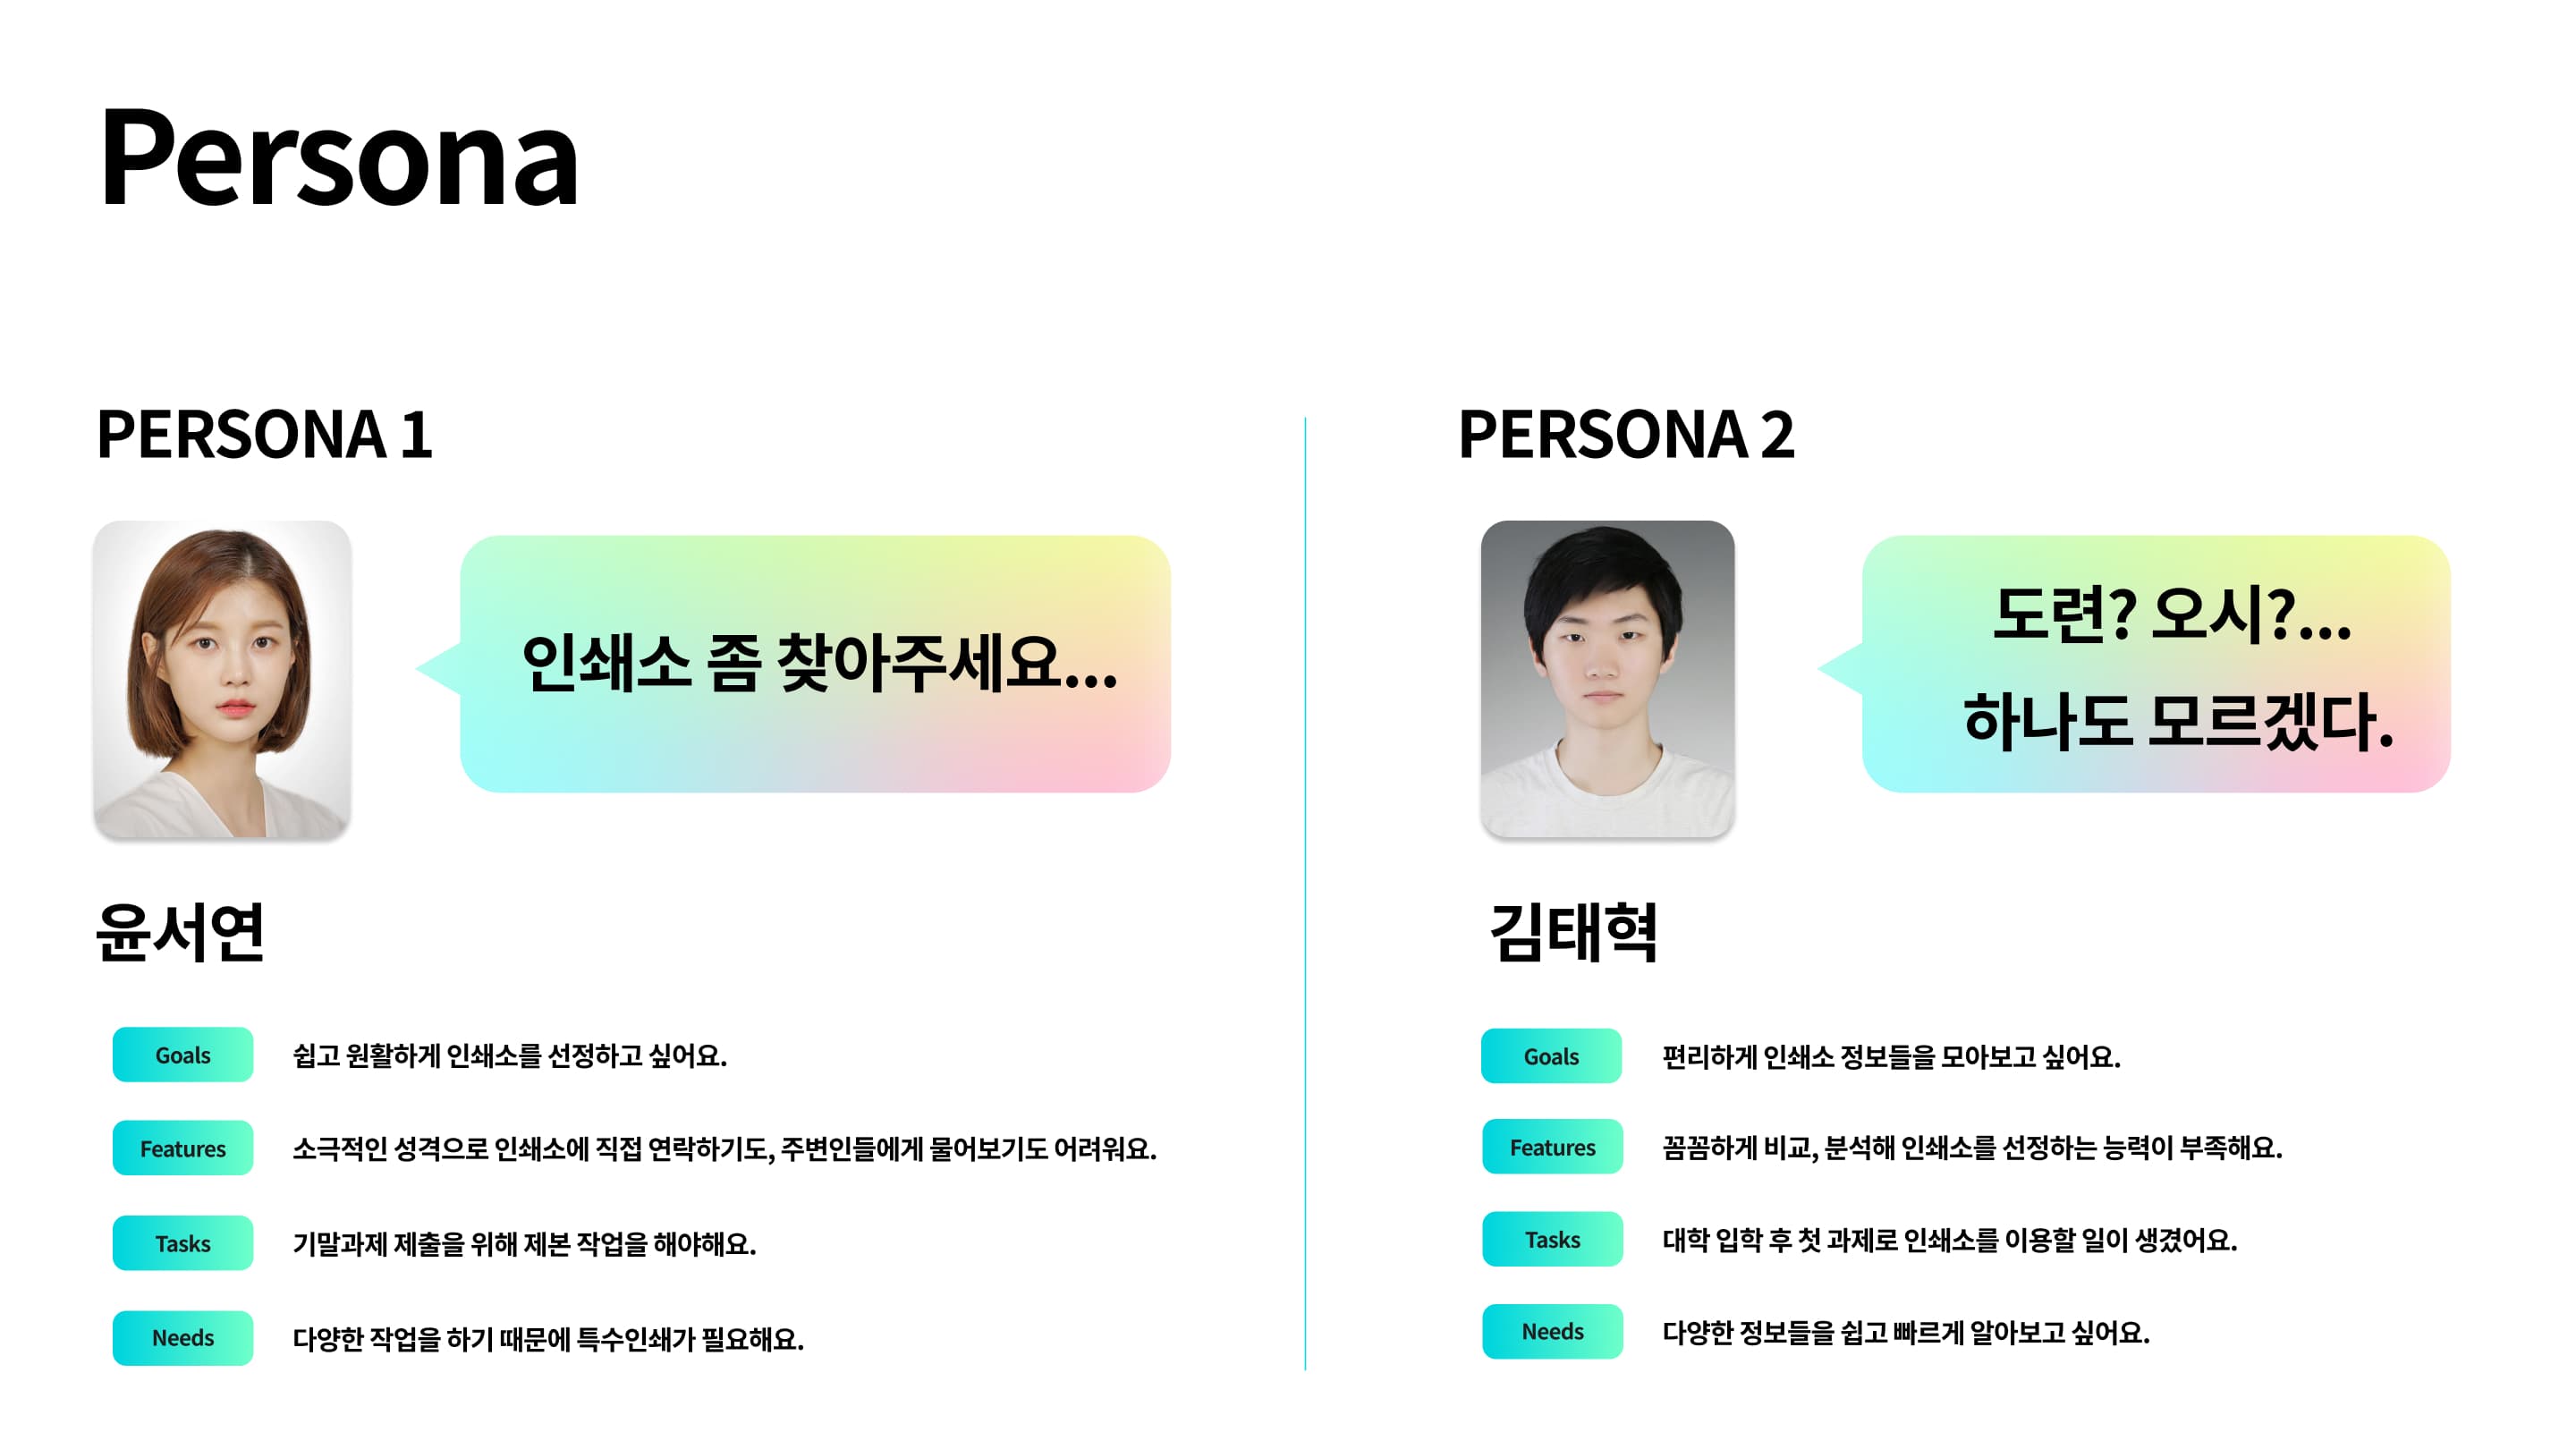 Persona
PERSONA 1
인쇄소 좀 찾아주세요...
윤서연
Goals 쉽고 원활하게 인쇄소를 선정하고 싶어요.
Features 소극적인 성격으로 인쇄소에 직접 연락하기도, 주변인들에게 물어보기도 어려워요.
Tasks 기말과제 제출을 위해 제본 작업을 해야해요.
Needs 다양한 작업을 하기 때문에 특수인쇄가 필요해요.
PERSONA 2
도련? 오시?...
하나도 모르겠다.
김태혁
Goals 편리하게 인쇄소 정보들을 모아보고 싶어요.
Features 꼼꼼하게 비교, 분석해 인쇄소를 선정하는 능력이 부족해요.
Tasks 대학 입학 후 첫 과제로 인쇄소를 이용할 일이 생겼어요.
Needs 다양한 정보들을 쉽고 빠르게 알아보고 싶어요.